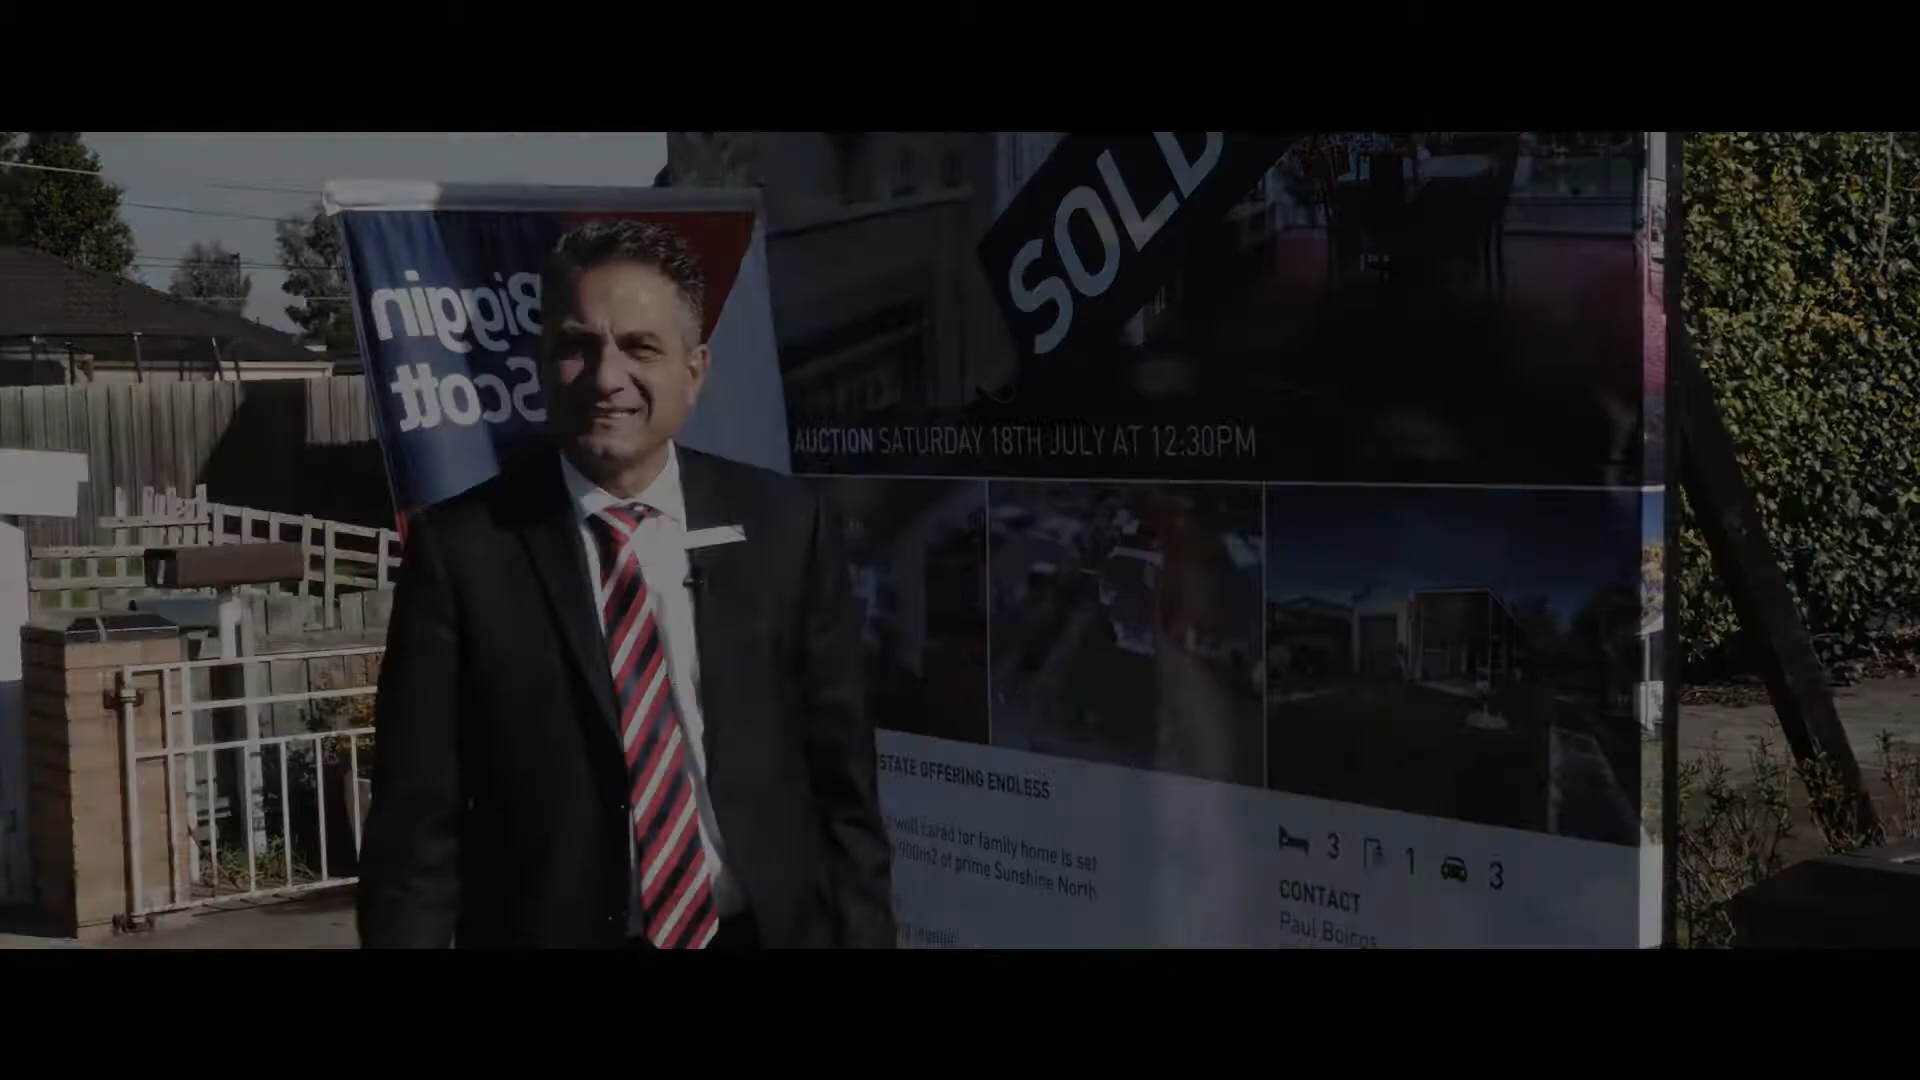 Biggin
Scott
SOLD
AUCTION SATURDAY 18TH JULY AT 12:30PM
STATE OFFERING ENDLESS
well cared for family home is set
900m2 of prime Sunshine North
3 1 3
CONTACT
Paul